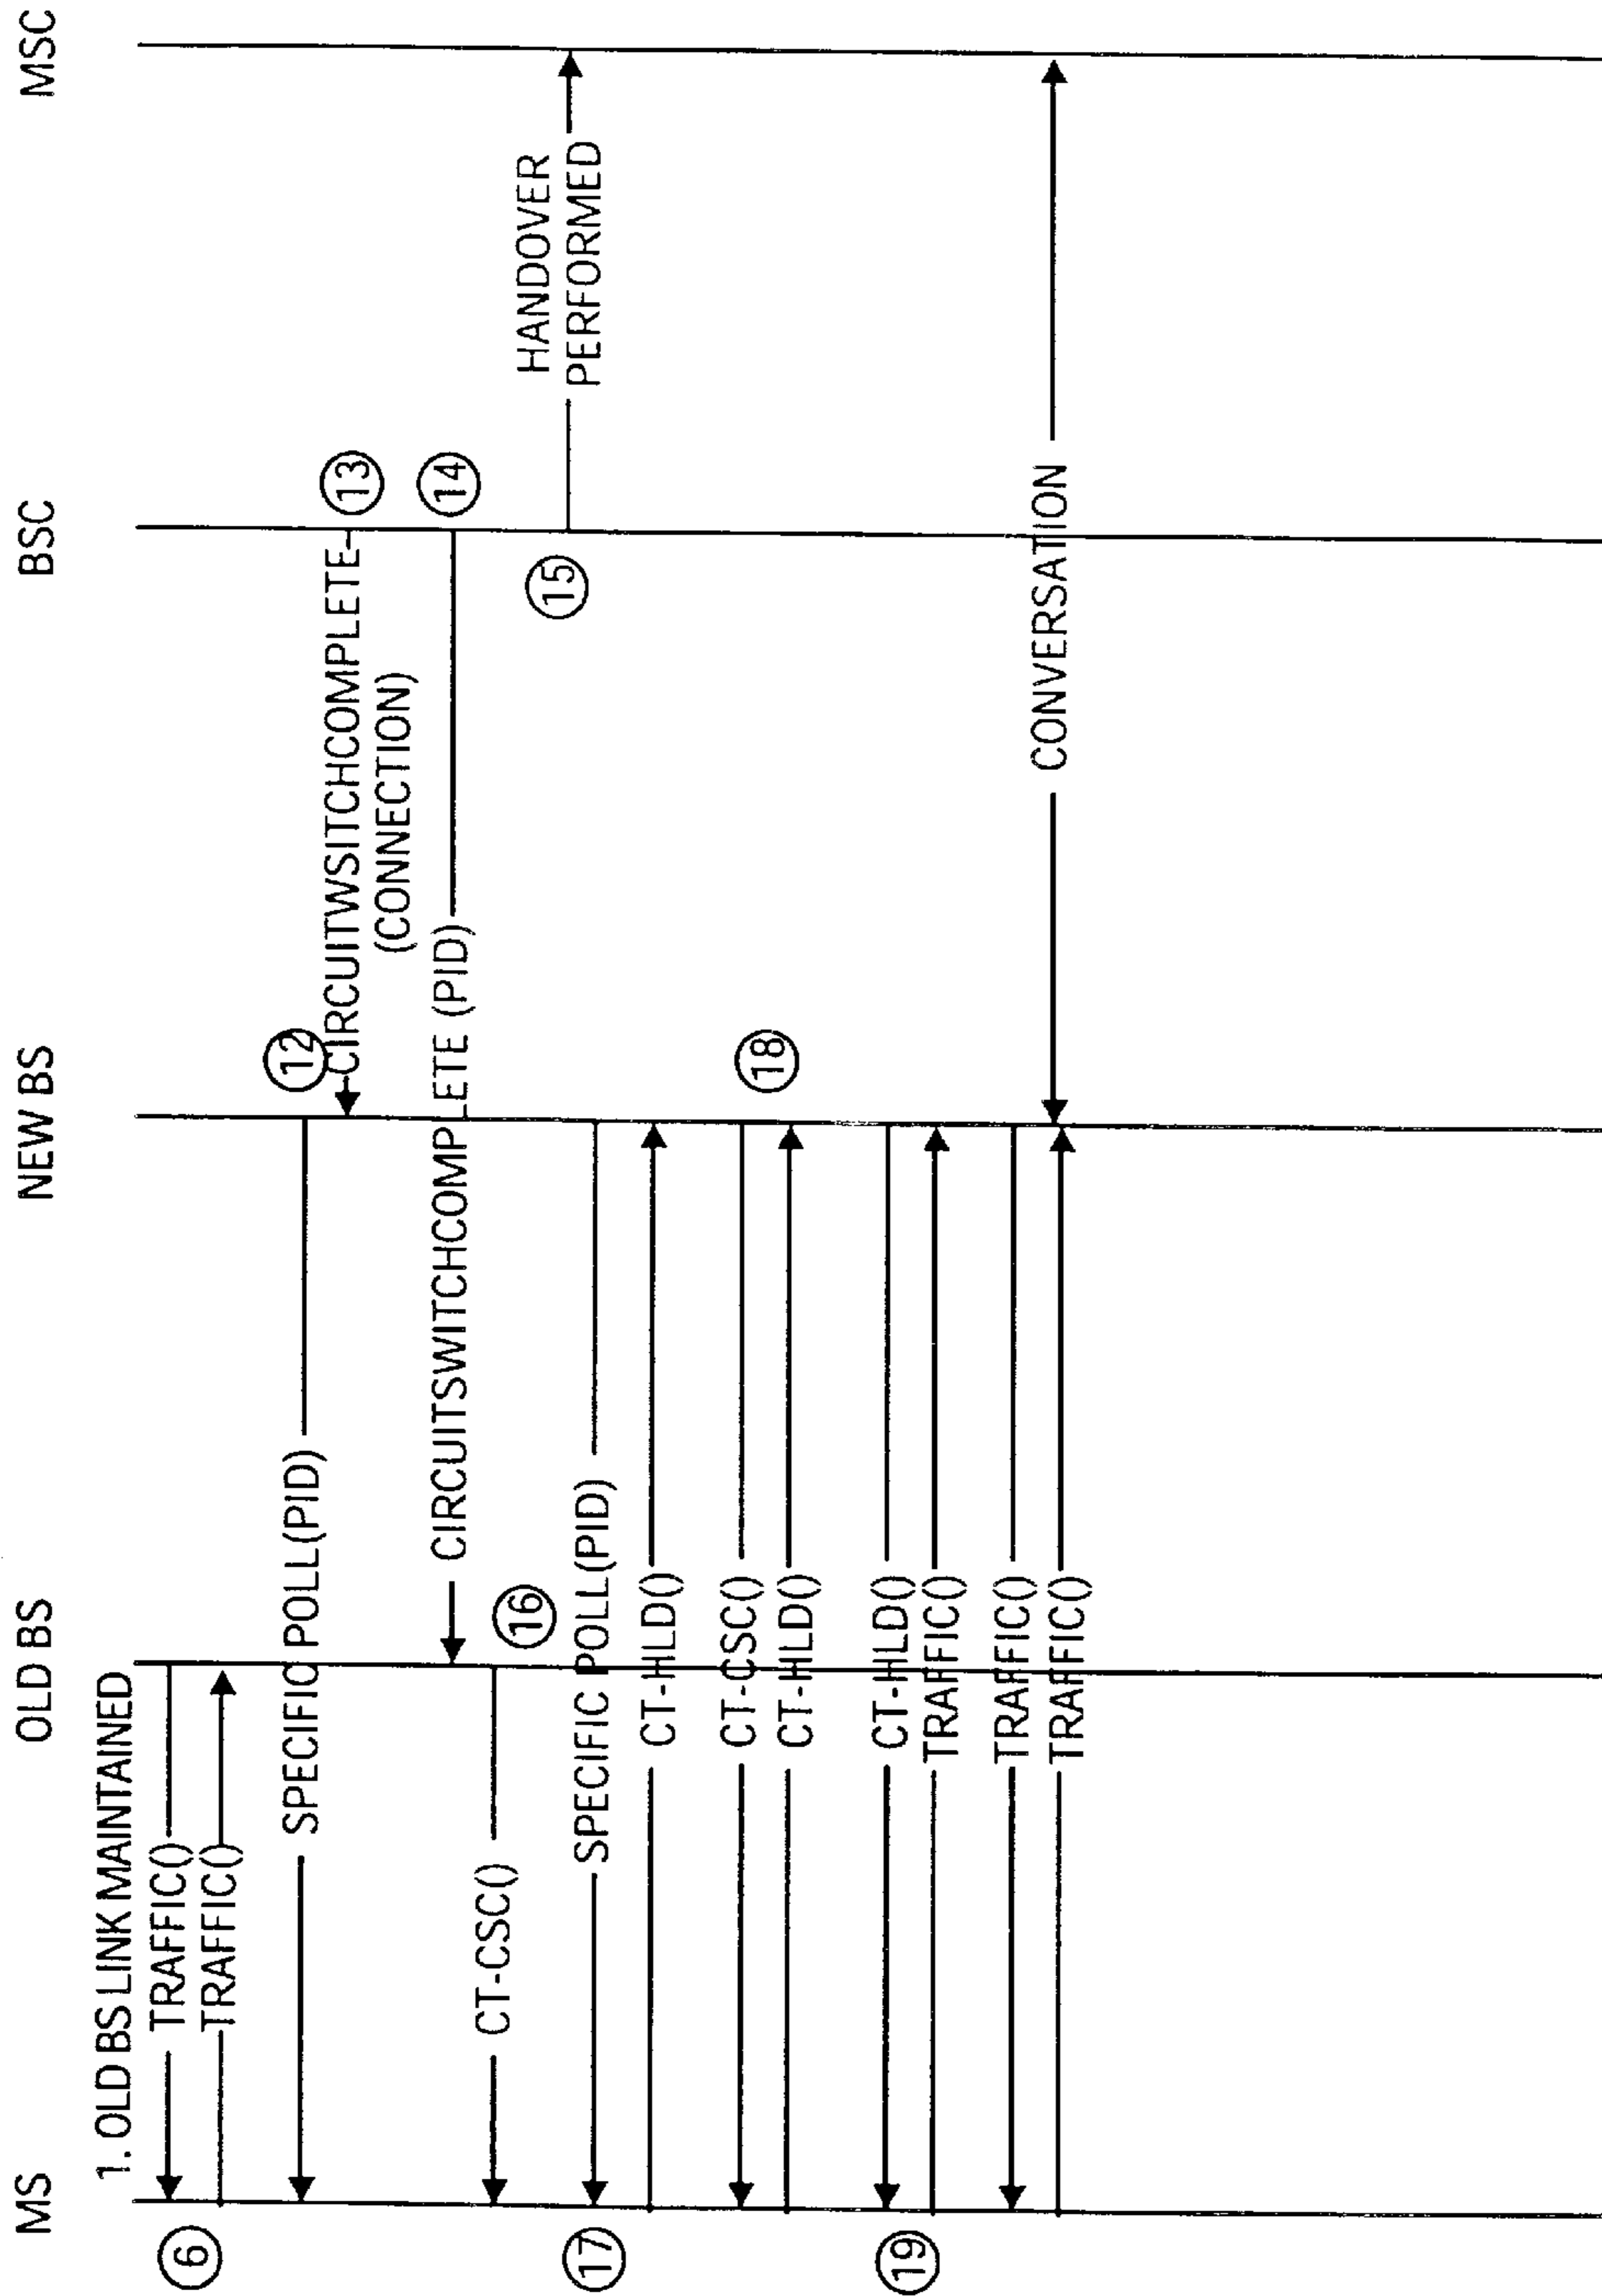 MS
OLD BS
NEW BS
BSC
MSC
1. OLD BS LINK MAINTAINED
6
TRAFFIC()
TRAFFIC()
12
SPECIFIC POLL(PID)
13
CIRCUITWSITCHCOMPLETE
(CONNECTION)
14
CIRCUITSWITCHCOMPLETE (PID)
16
CT-CSC()
15
HANDOVER
PERFORMED
17
SPECIFIC POLL(PID)
CT-HLD()
18
CT-CSC()
CT-HLD()
19
CT-HLD()
TRAFFIC()
TRAFFIC()
TRAFFIC()
CONVERSATION